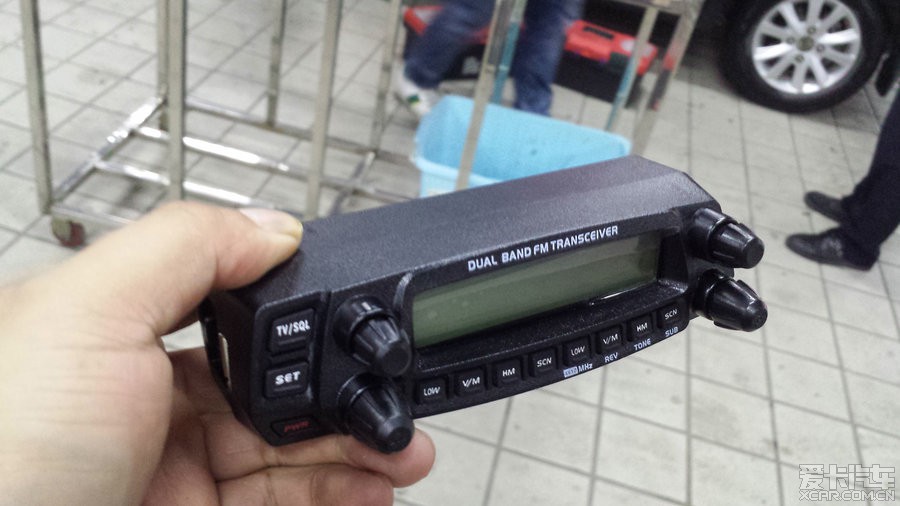 DUAL BAND FM TRANSCEIVER
TV/SQL
SET
PWR
LOW V/M HM SCN LOW V/M HM SCN
MHz REV TONE SUB
爱卡汽车
XCAR.COM.CN